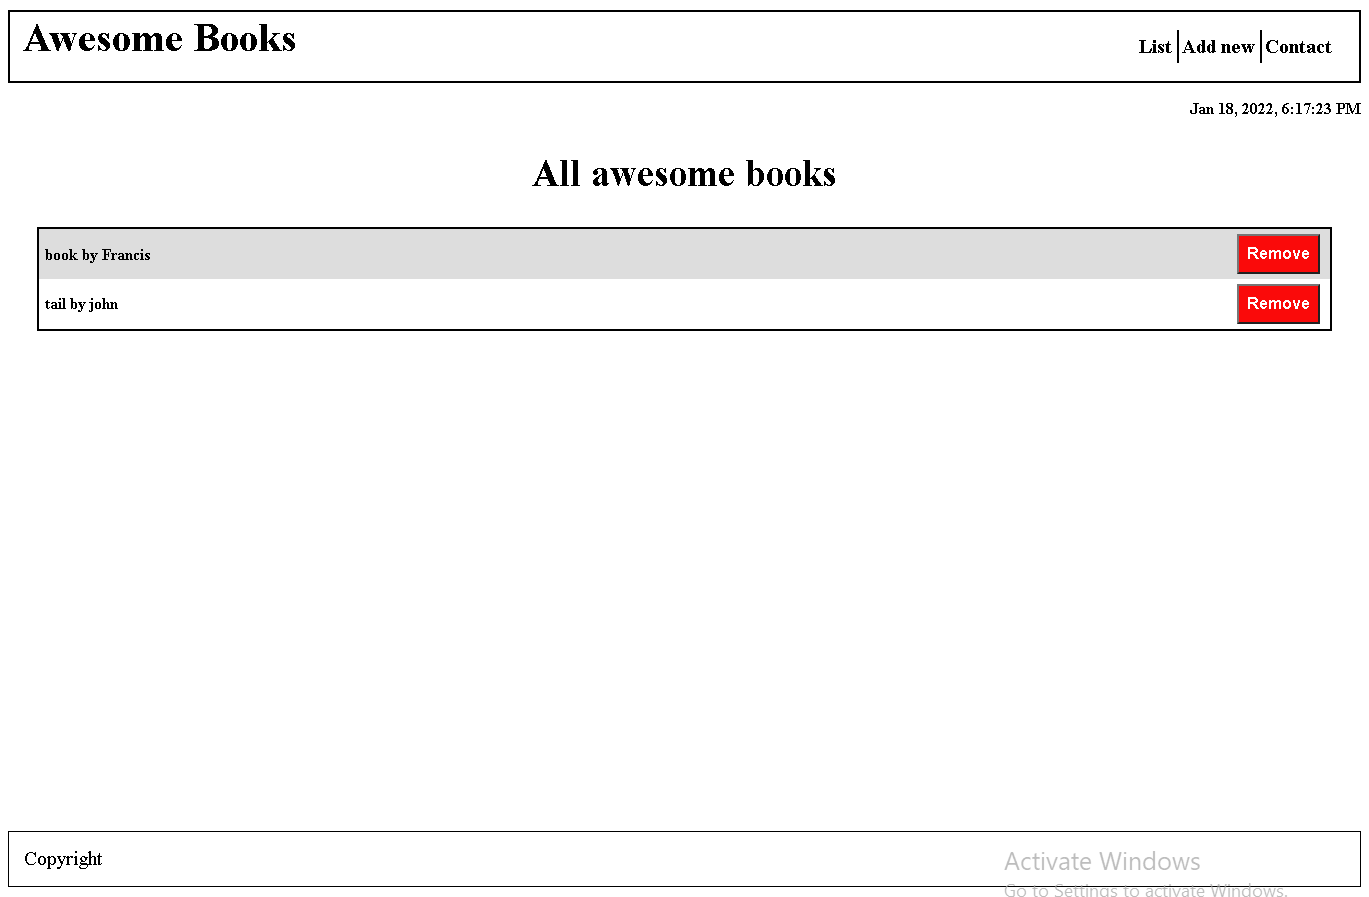 Awesome Books
List Add new Contact
Jan 18, 2022, 6:17:23 PM
All awesome books
book by Francis Remove
tail by john Remove
Copyright
Activate Windows
Go to Settings to activate Windows.